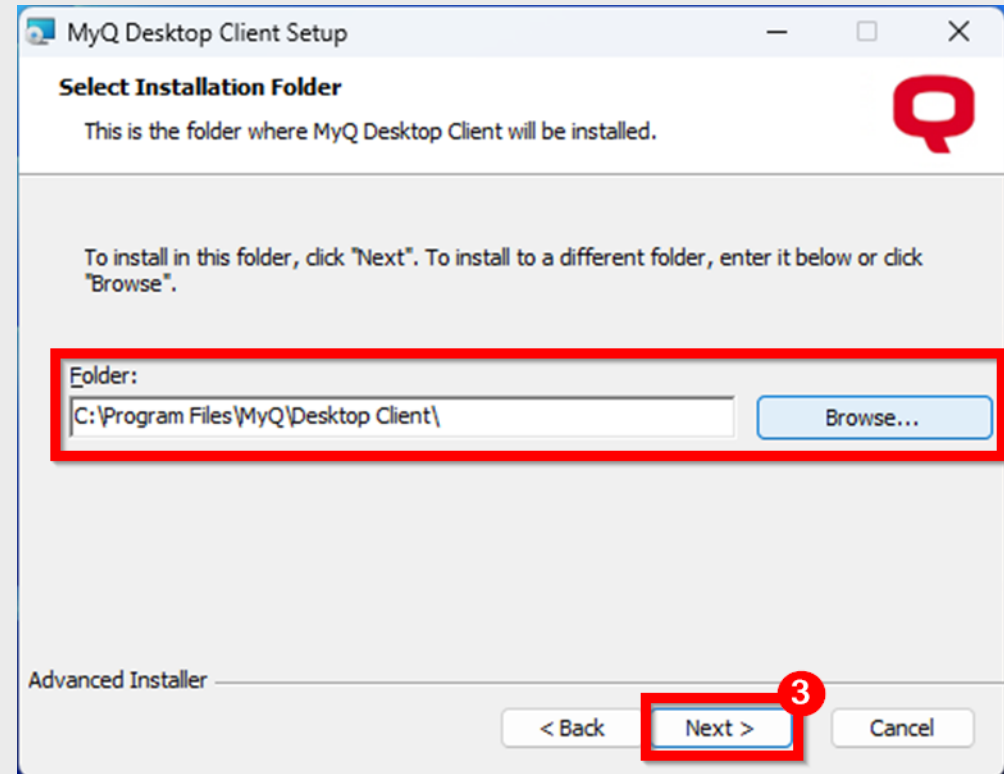 MyQ Desktop Client Setup
Select Installation Folder
This is the folder where MyQ Desktop Client will be installed.
To install in this folder, click "Next". To install to a different folder, enter it below or click
"Browse".
Folder:
C:\Program Files\MyQ\Desktop Client\
Browse...
Advanced Installer
3
< Back
Next >
Cancel